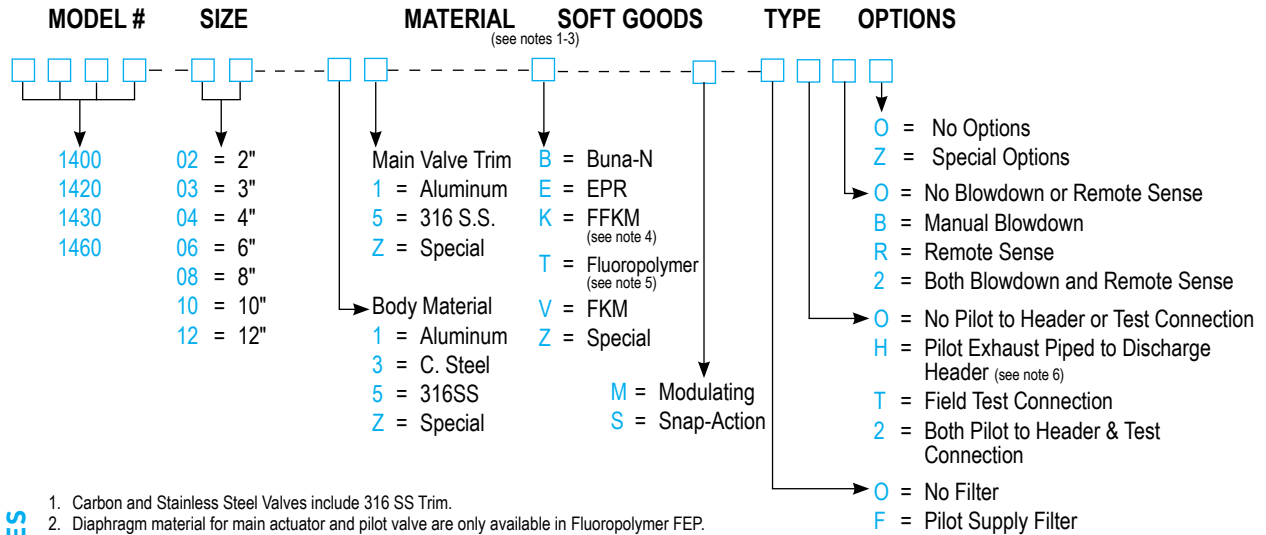 MODEL # SIZE MATERIAL SOFT GOODS TYPE OPTIONS
(see notes 1-3)
1400
1420
1430
1460
02 = 2"
03 = 3"
04 = 4"
06 = 6"
08 = 8"
10 = 10"
12 = 12"
Main Valve Trim
1 = Aluminum
5 = 316 S.S.
Z = Special
Body Material
1 = Aluminum
3 = C. Steel
5 = 316SS
Z = Special
B = Buna-N
E = EPR
K = FFKM
(see note 4)
T = Fluoropolymer
(see note 5)
V = FKM
Z = Special
M = Modulating
S = Snap-Action
O = No Options
Z = Special Options
O = No Blowdown or Remote Sense
B = Manual Blowdown
R = Remote Sense
2 = Both Blowdown and Remote Sense
O = No Pilot to Header or Test Connection
H = Pilot Exhaust Piped to Discharge
Header (see note 6)
T = Field Test Connection
2 = Both Pilot to Header & Test
Connection
O = No Filter
F = Pilot Supply Filter
1. Carbon and Stainless Steel Valves include 316 SS Trim.
2. Diaphragm material for main actuator and pilot valve are only available in Fluoropolymer FEP.